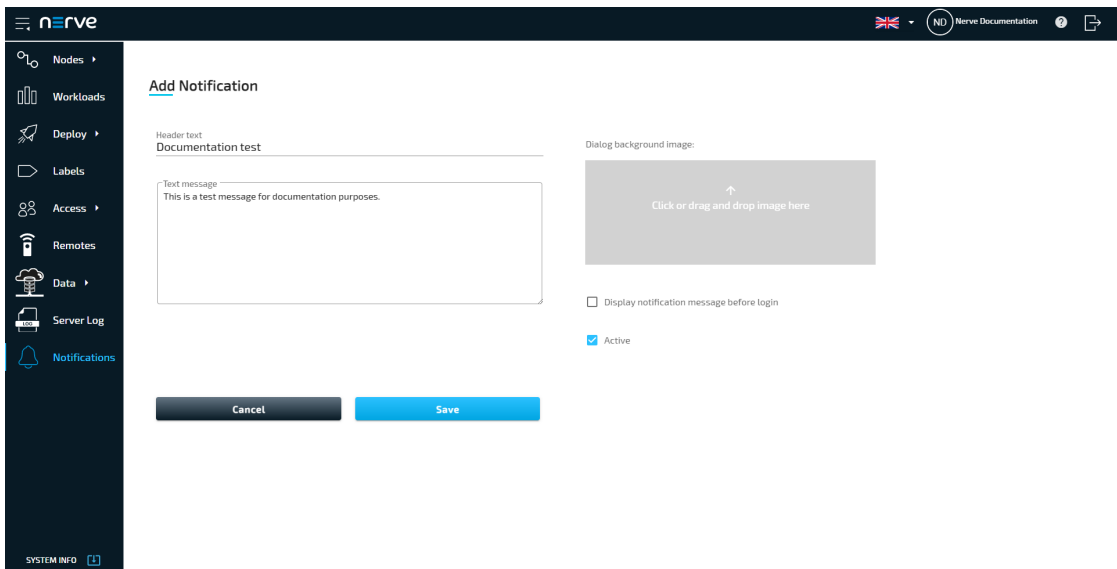 nerve
ND Nerve Documentation ?
Nodes
Workloads
Deploy
Labels
Access
Remotes
Data
LOG Server Log
Notifications
SYSTEM INFO
Add Notification
Header text
Documentation test
Text message
This is a test message for documentation purposes.
Cancel Save
Dialog background image:
Click or drag and drop image here
Display notification message before login
Active